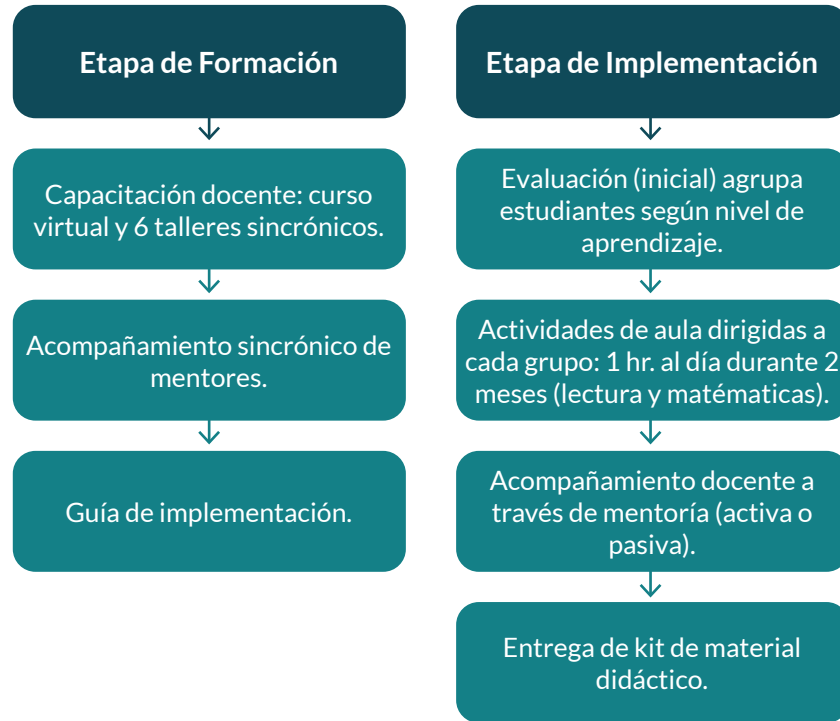 Etapa de Formación
Capacitación docente: curso
virtual y 6 talleres sincrónicos.
Acompañamiento sincrónico de
mentores.
Guía de implementación.
Etapa de Implementación
Evaluación (inicial) agrupa
estudiantes según nivel de
aprendizaje.
Actividades de aula dirigidas a
cada grupo: 1 hr. al día durante 2
meses (lectura y matématicas).
Acompañamiento docente a
través de mentoría (activa o
pasiva).
Entrega de kit de material
didáctico.